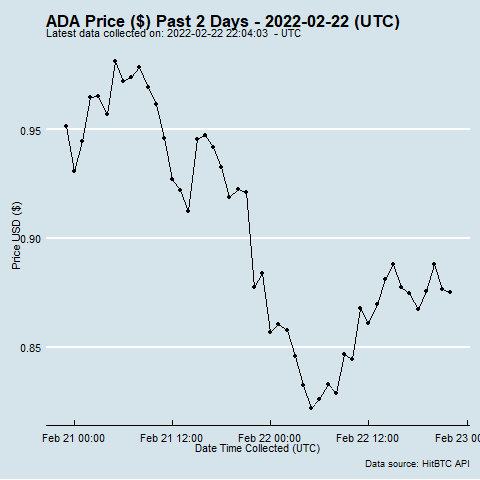 ADA Price ($) Past 2 Days - 2022-02-22 (UTC)
Latest data collected on: 2022-02-22 22:04:03 - UTC
0.95
0.90
0.85
Price USD ($)
Feb 21 00:00 Feb 21 12:00 Feb 22 00:00 Feb 22 12:00 Feb 23 00
Date Time Collected (UTC)
Data source: HitBTC API